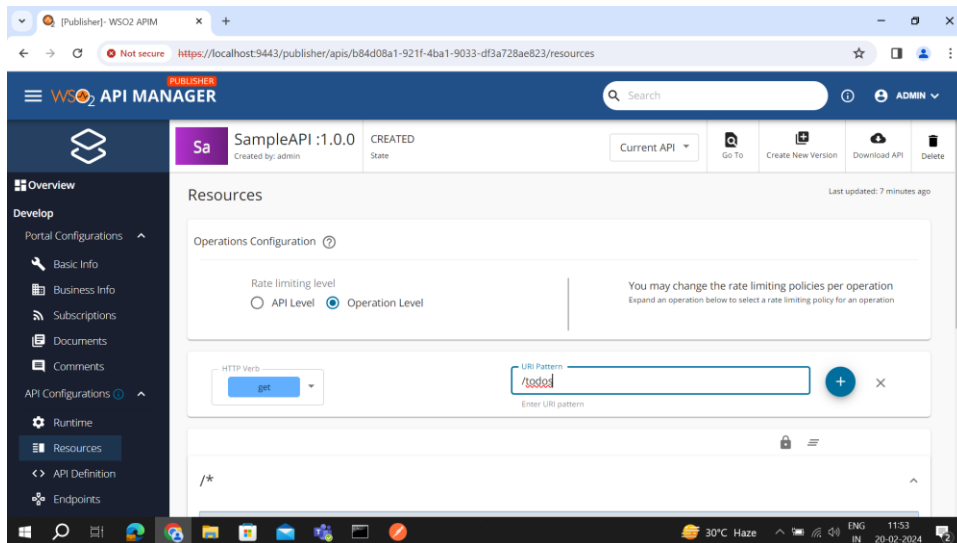 [Publisher]- WSO2 APIM
Not secure https://localhost:9443/publisher/apis/b84d08a1-921f-4ba1-9033-df3a728ae823/resources
PUBLISHER
WSO2 API MANAGER
Search
ADMIN
Sa
SampleAPI :1.0.0
Created by: admin
CREATED
State
Current API
Go To
Create New Version
Download API
Delete
Overview
Develop
Portal Configurations
Basic Info
Business Info
Subscriptions
Documents
Comments
API Configurations
Runtime
Resources
API Definition
Endpoints
Resources
Last updated: 7 minutes ago
Operations Configuration
Rate limiting level
API Level Operation Level
You may change the rate limiting policies per operation
Expand an operation below to select a rate limiting policy for an operation
HTTP Verb
get
URI Pattern
/todos
Enter URI pattern
/*
30°C Haze
ENG
IN
11:53
20-02-2024
2